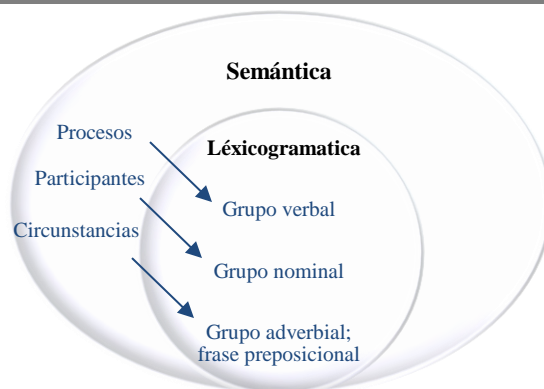 Semántica
Procesos
Léxicogramatica
Participantes
Grupo verbal
Circunstancias
Grupo nominal
Grupo adverbial;
frase preposicional